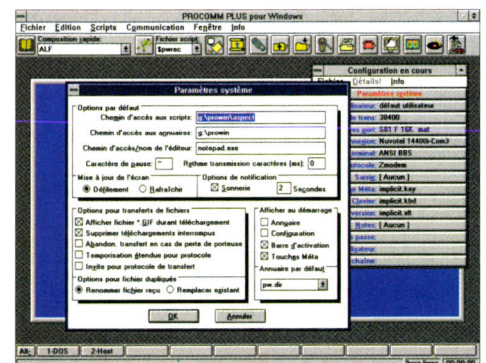 PROCOMM PLUS pour Windows
Fichier Edition Scripts Communication Fenêtre Info
Composition rapide:
ALF
Fichier script:
$pwrac
Configuration en cours
Détails! Info
Paramètres système
défaut utilisateur
38400
Nuvotel 14400i-Com3
ANSI BBS
Zmodem
[ Aucun ]
implicit.key
Clavier: implicit.kbd
implicit.xlt
Notes: [ Aucun ]
Paramètres système
Options par défaut
Chemin d'accès aux scripts: g:\prowin\aspect
Chemin d'accès aux annuaires: g:\prowin
Chemin d'accès/nom de l'éditeur: notepad.exe
Caractère de pause: ~ Rythme transmission caractères (ms): 0
Mise à jour de l'écran
Défilement Rafraîchir
Options de notification
Sonnerie 2 Secondes
Options pour transferts de fichiers
Afficher fichier *.GIF durant téléchargement
Supprimer téléchargements interrompus
Abandon. transfert en cas de perte de porteuse
Temporisation étendue pour protocole
Invite pour protocole de transfert
Options pour fichier dupliqués
Renommer fichier reçu Remplacer existant
Afficher au démarrage
Annuaire
Configuration
Barre d'activation
Touches Méta
Annuaire par défaut
pw.dir
OK Annuler
Alt: 1-DOS 2-Host